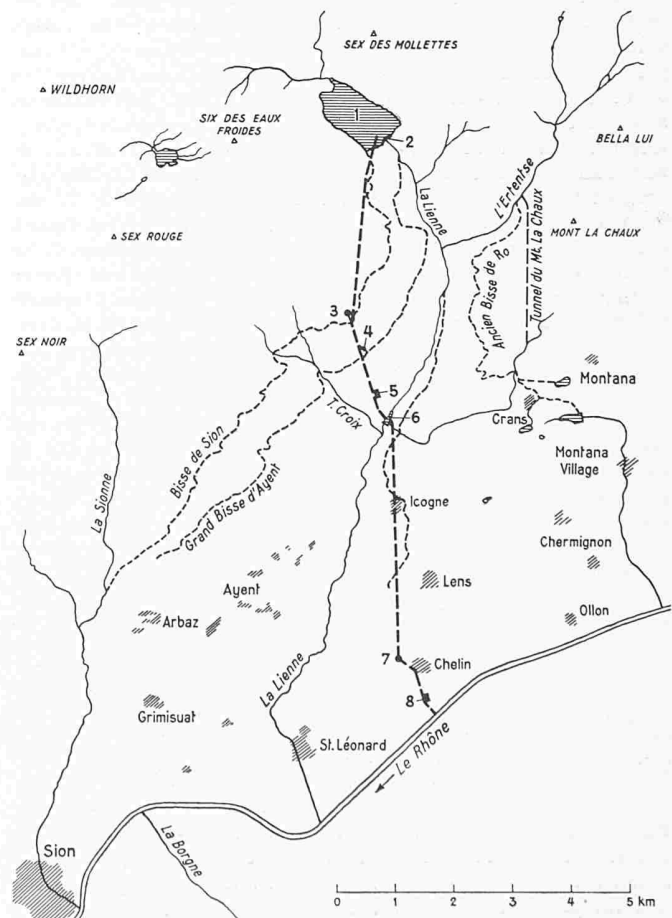 SEX DES MOLLETTES
WILDHORN
1
SIX DES EAUX
FROIDES
2
BELLA LUI
La Lienne
L'Ertentse
SEX ROUGE
MONT LA CHAUX
Ancien Bisse de Ro
Tunnel du Mt. La Chaux
3
SEX NOIR
4
5
Montana
T. Croix
6
Crans
Bisse de Sion
Montana
Village
La Sionne
Grand Bisse d'Ayent
Icogne
Chermignon
Ayent
Lens
Arbaz
Ollon
7
Chelin
La Lienne
8
Grimisuat
St. Léonard
Le Rhône
Sion
La Borgne
0 1 2 3 4 5 km